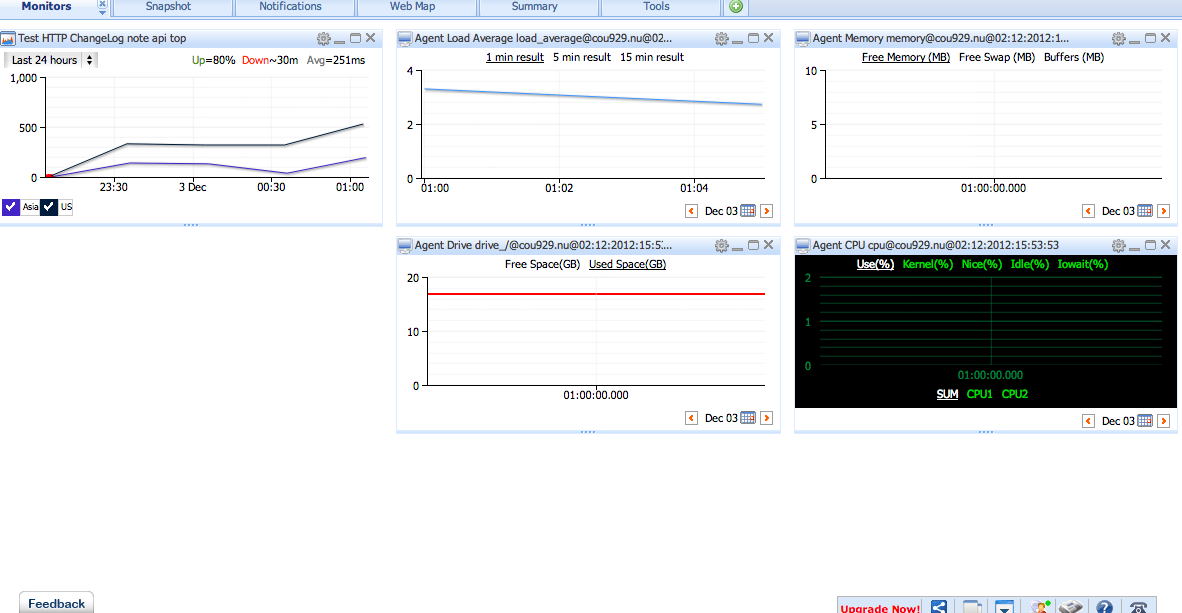 Monitors Snapshot Notifications Web Map Summary Tools
Test HTTP ChangeLog note api top
Last 24 hours Up=80% Down~30m Avg=251ms
1,000
500
0
23:30 3 Dec 00:30 01:00
Asia US
Agent Load Average load_average@cou929.nu@02...
1 min result 5 min result 15 min result
4
2
0
01:00 01:02 01:04
Dec 03
Agent Memory memory@cou929.nu@02:12:2012:1...
Free Memory (MB) Free Swap (MB) Buffers (MB)
10
5
0
01:00:00.000
Dec 03
Agent Drive drive_/@cou929.nu@02:12:2012:15:5:...
Free Space(GB) Used Space(GB)
20
10
0
01:00:00.000
Dec 03
Agent CPU cpu@cou929.nu@02:12:2012:15:53:53
Use(%) Kernel(%) Nice(%) Idle(%) Iowait(%)
2
1
0
01:00:00.000
SUM CPU1 CPU2
Dec 03
Feedback
Upgrade Now!